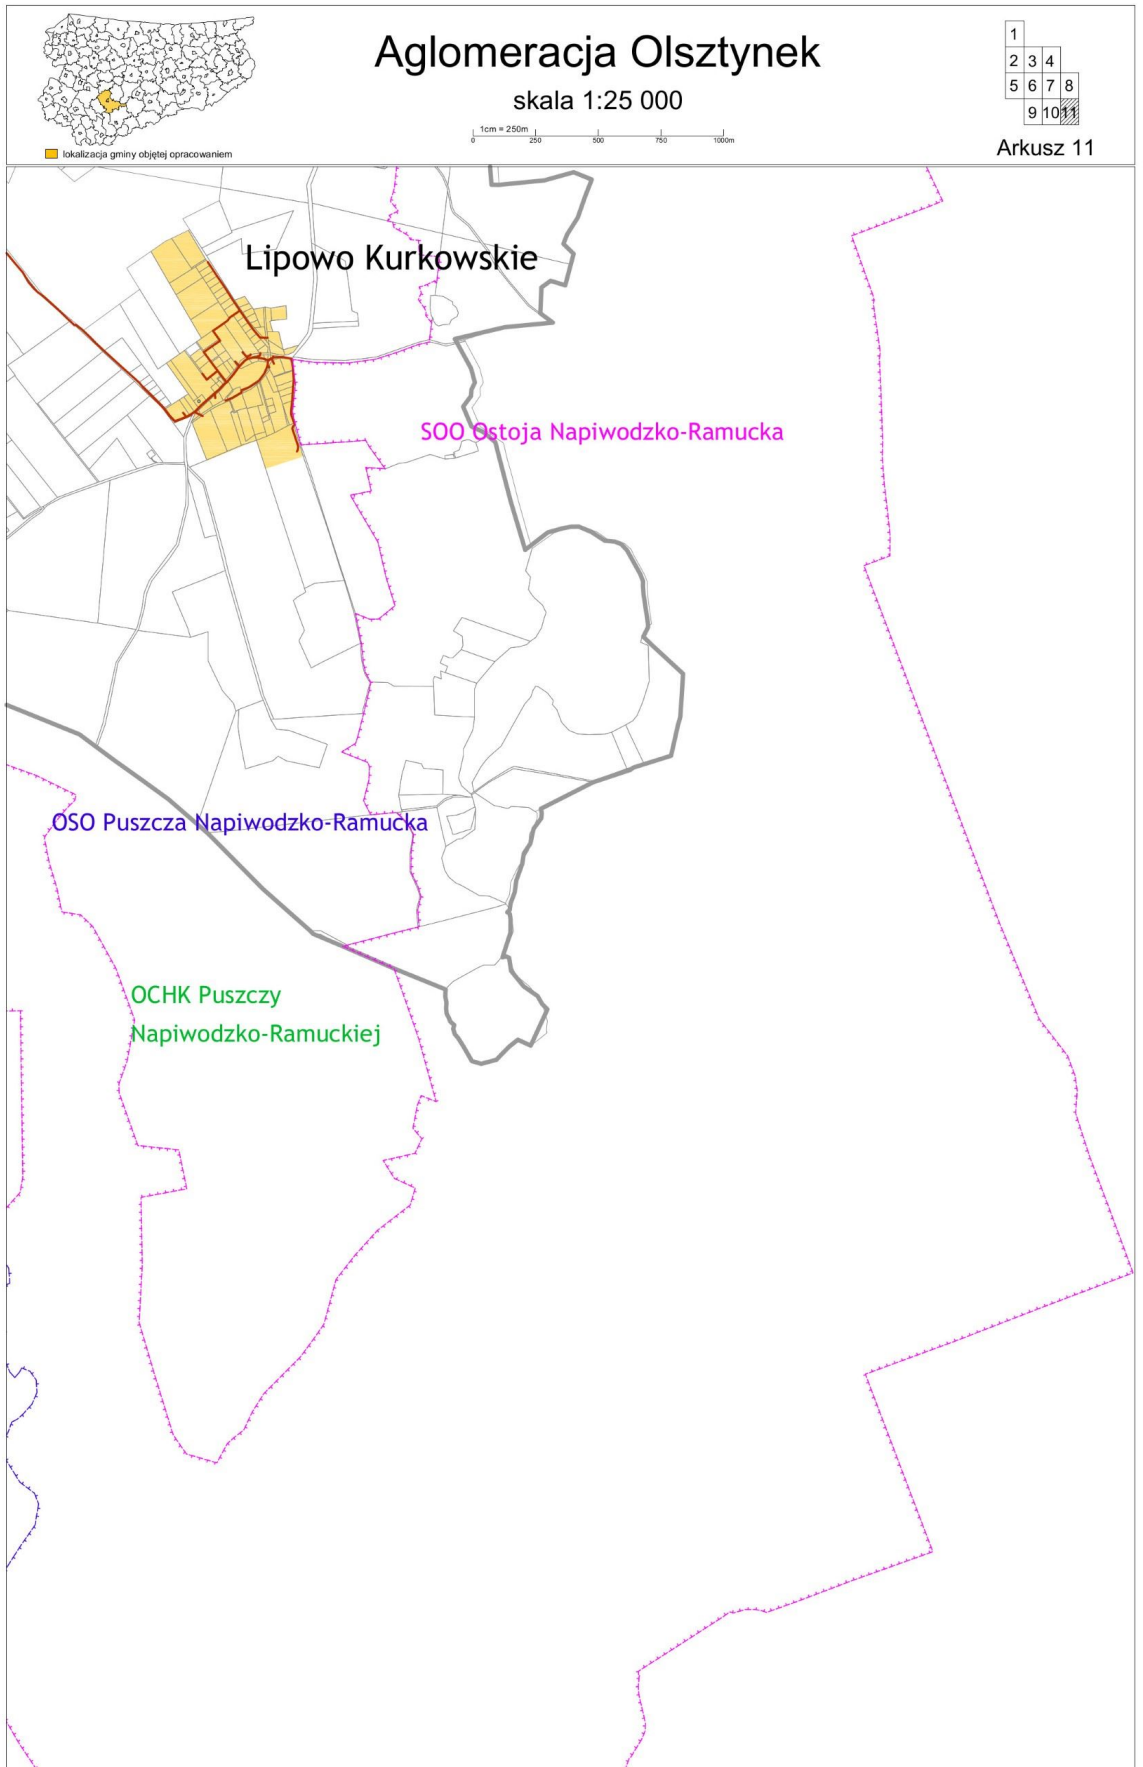 Aglomeracja Olsztynek
skala 1:25 000
1cm = 250m
0 250 500 750 1000m
lokalizacja gminy objętej opracowaniem
1
2 3 4
5 6 7 8
9 10 11
Arkusz 11
Lipowo Kurkowskie
SOO Ostoja Napiwodzko-Ramucka
OSO Puszcza Napiwodzko-Ramucka
OCHK Puszczy
Napiwodzko-Ramuckiej